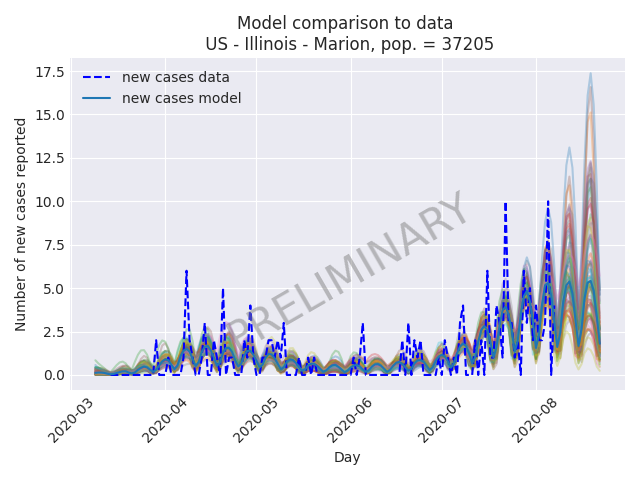 Model comparison to data
US - Illinois - Marion, pop. = 37205
new cases data
new cases model
17.5
15.0
12.5
10.0
7.5
5.0
2.5
0.0
Number of new cases reported
PRELIMINARY
2020-03
2020-04
2020-05
2020-06
2020-07
2020-08
Day